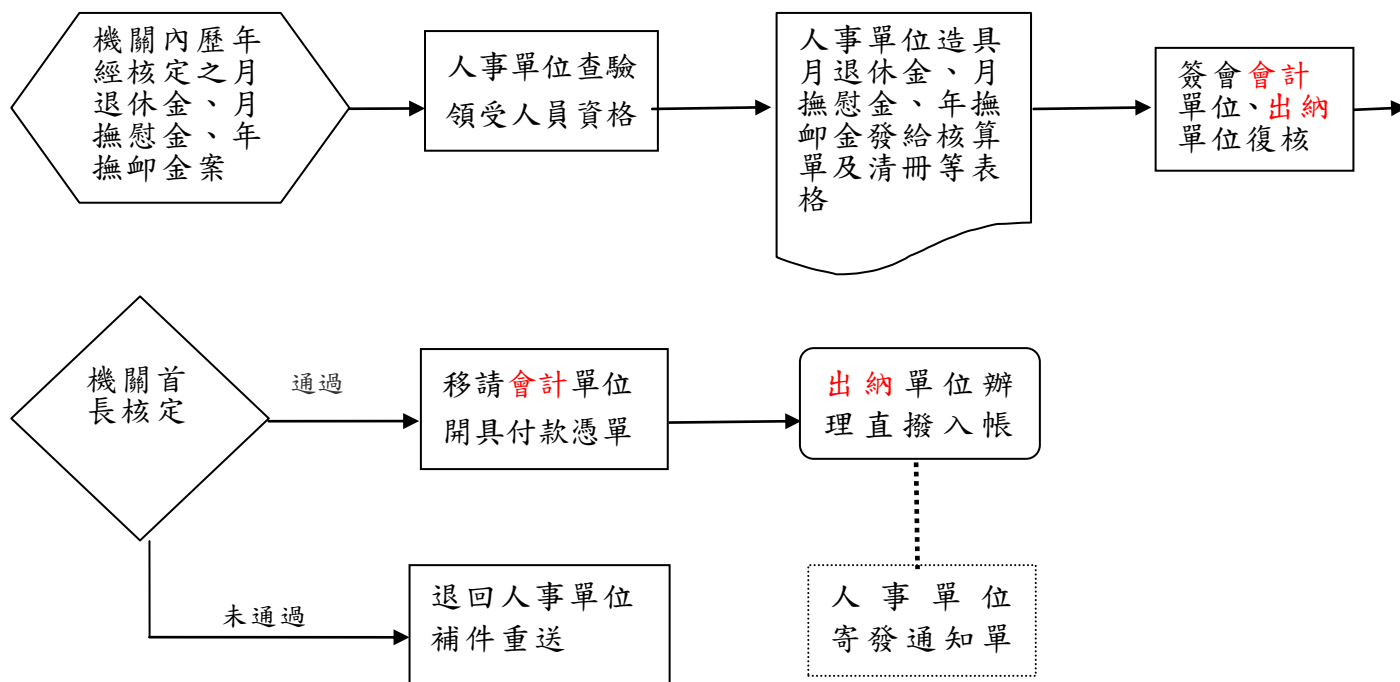 機關內歷年
經核定之月
退休金、月
撫慰金、年
撫卹金案
人事單位查驗
領受人員資格
人事單位造具
月退休金、月
撫慰金、年撫
卹金發給核算
單及清冊等表
格
簽會會計
單位、出納
單位復核
機關首
長核定
通過
移請會計單位
開具付款憑單
出納單位辦
理直撥入帳
未通過
退回人事單位
補件重送
人事單位
寄發通知單